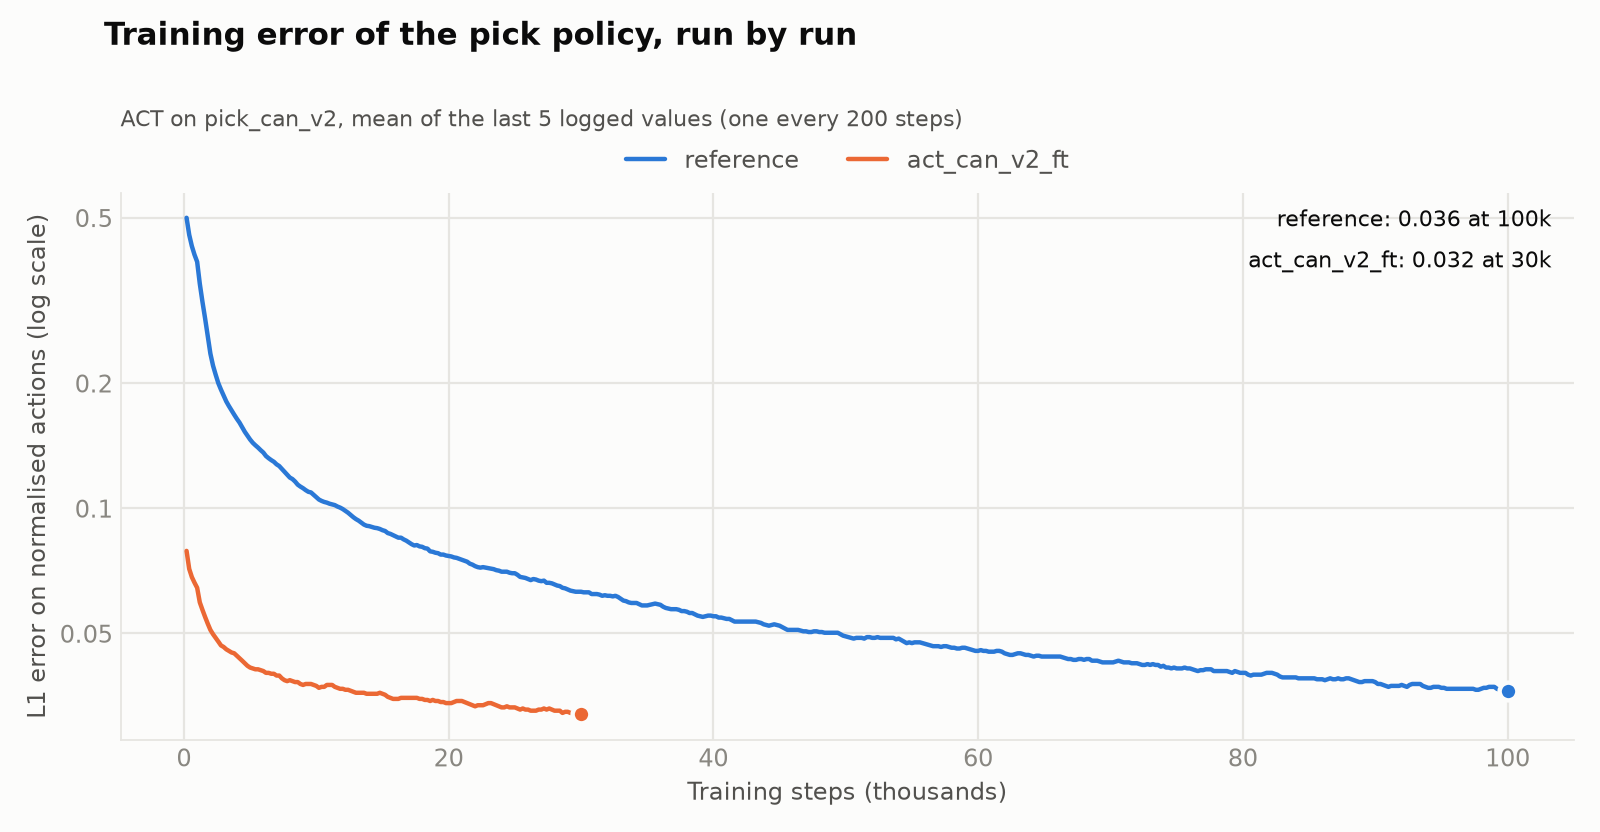 Training error of the pick policy, run by run
ACT on pick_can_v2, mean of the last 5 logged values (one every 200 steps)
reference
act_can_v2_ft
L1 error on normalised actions (log scale)
0.5
0.2
0.1
0.05
reference: 0.036 at 100k
act_can_v2_ft: 0.032 at 30k
0
20
40
60
80
100
Training steps (thousands)